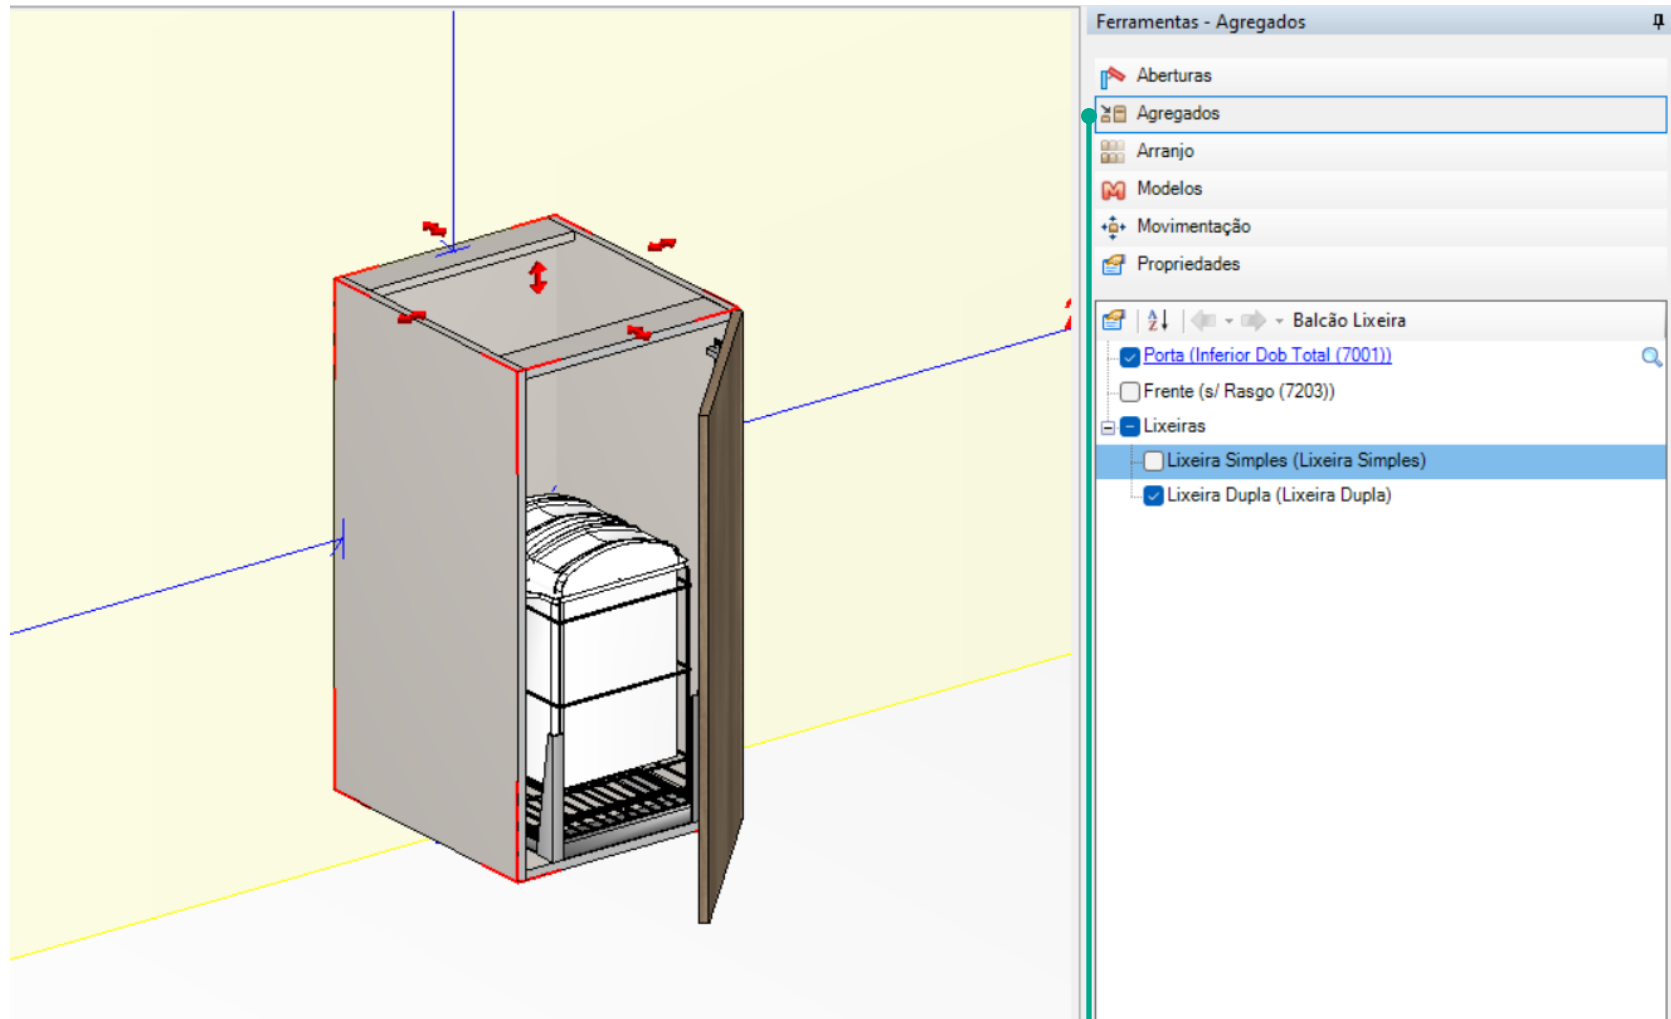 Ferramentas - Agregados
Aberturas
Agregados
Arranjo
Modelos
Movimentação
Propriedades
Balcão Lixeira
Porta (Inferior Dob Total (7001))
Frente (s/ Rasgo (7203))
Lixeiras
Lixeira Simples (Lixeira Simples)
Lixeira Dupla (Lixeira Dupla)